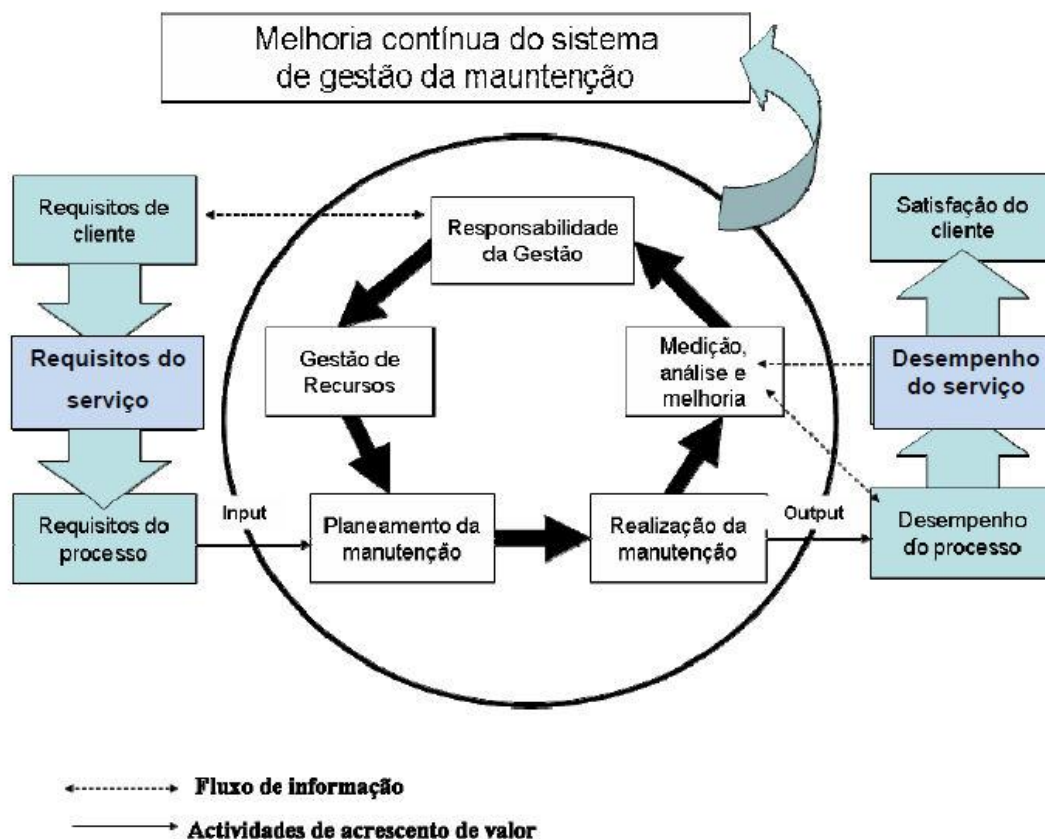 Melhoria contínua do sistema
de gestão da mauntenção
Requisitos de
cliente
Responsabilidade
da Gestão
Satisfação do
cliente
Requisitos do
serviço
Gestão de
Recursos
Medição,
análise e
melhoria
Desempenho
do serviço
Requisitos do
processo
Input
Planeamento da
manutenção
Realização da
manutenção
Output
Desempenho
do processo
Fluxo de informação
Actividades de acrescento de valor